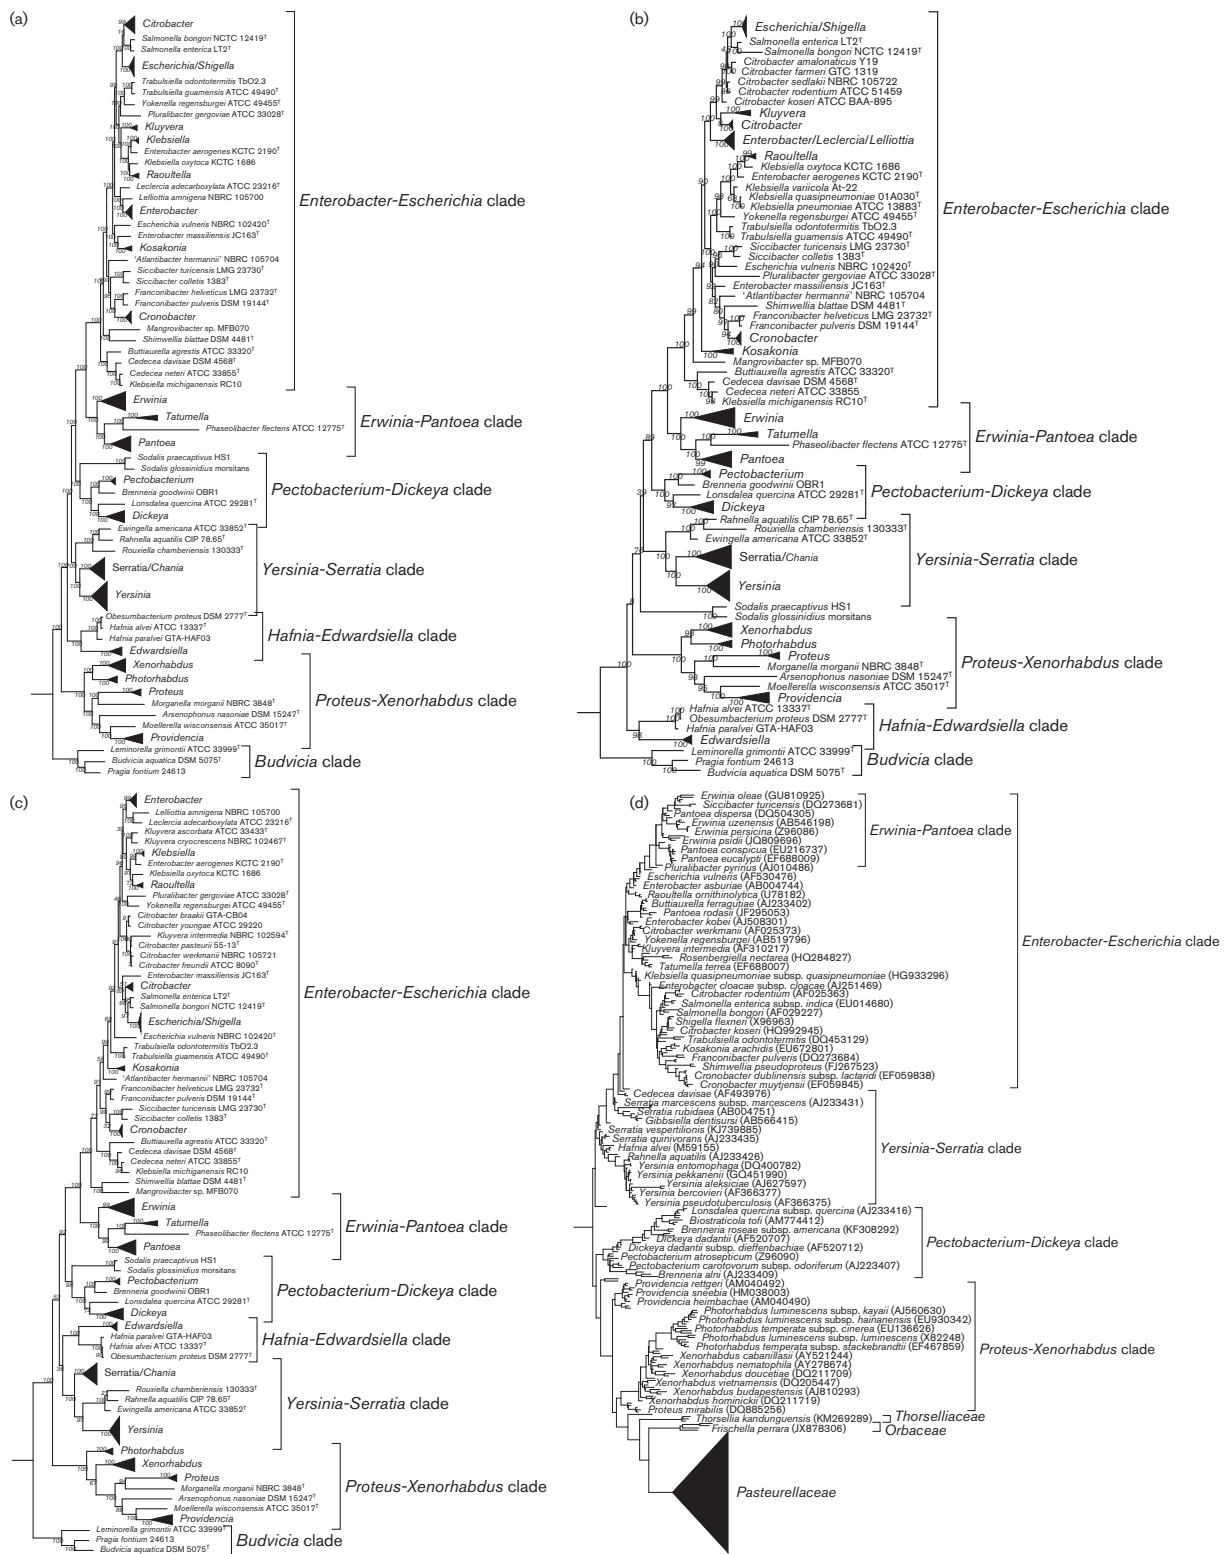 (a)
Citrobacter
Salmonella bongori NCTC 12419T
Salmonella enterica LT2T
Escherichia/Shigella
Trabulsiella odontotermitis TbO2.3
Trabulsiella guamensis ATCC 49490T
Yokenella regensburgei ATCC 49455T
Pluralibacter gergoviae ATCC 33028T
Kluyvera
Klebsiella
Enterobacter aerogenes KCTC 2190T
Klebsiella oxytoca KCTC 1686
Raoultella
Leclercia adecarboxylata ATCC 23216T
Lelliottia amnigena NBRC 105700
Enterobacter
Escherichia vulneris NBRC 102420T
Enterobacter massiliensis JC163T
Kosakonia
'Atlantibacter hermannii' NBRC 105704
Siccibacter turicensis LMG 23730T
Siccibacter colletis 1383T
Franconibacter helveticus LMG 23732T
Franconibacter pulveris DSM 19144T
Cronobacter
Mangrovibacter sp. MFB070
Shimwellia blattae DSM 4481T
Buttiauxella agrestis ATCC 33320T
Cedecea davisae DSM 4568T
Cedecea neteri ATCC 33855T
Klebsiella michiganensis RC10
Enterobacter-Escherichia clade
Erwinia
Tatumella
Phaseolibacter flectens ATCC 12775T
Pantoea
Erwinia-Pantoea clade
Sodalis praecaptivus HS1
Sodalis glossinidius morsitans
Pectobacterium
Brenneria goodwinii OBR1
Lonsdalea quercina ATCC 29281T
Dickeya
Pectobacterium-Dickeya clade
Ewingella americana ATCC 33852T
Rahnella aquatilis CIP 78.65T
Rouxiella chamberiensis 130333T
Serratia/Chania
Yersinia
Yersinia-Serratia clade
Obesumbacterium proteus DSM 2777T
Hafnia alvei ATCC 13337T
Hafnia paralvei GTA-HAF03
Edwardsiella
Hafnia-Edwardsiella clade
Xenorhabdus
Photorhabdus
Proteus
Morganella morganii NBRC 3848T
Arsenophonus nasoniae DSM 15247T
Moellerella wisconsensis ATCC 35017T
Providencia
Proteus-Xenorhabdus clade
Leminorella grimontii ATCC 33999T
Budvicia aquatica DSM 5075T
Pragia fontium 24613
Budvicia clade
(b)
Escherichia/Shigella
Salmonella enterica LT2T
Salmonella bongori NCTC 12419T
Citrobacter amalonaticus Y19
Citrobacter farmeri GTC 1319
Citrobacter sedlakii NBRC 105722
Citrobacter rodentium ATCC 51459
Citrobacter koseri ATCC BAA-895
Kluyvera
Citrobacter
Enterobacter/Leclercia/Lelliottia
Raoultella
Klebsiella oxytoca KCTC 1686
Enterobacter aerogenes KCTC 2190T
Klebsiella variicola At-22
Klebsiella quasipneumoniae 01A030T
Klebsiella pneumoniae ATCC 13883T
Yokenella regensburgei ATCC 49455T
Trabulsiella odontotermitis TbO2.3
Trabulsiella guamensis ATCC 49490T
Siccibacter turicensis LMG 23730T
Siccibacter colletis 1383T
Escherichia vulneris NBRC 102420T
Pluralibacter gergoviae ATCC 33028T
Enterobacter massiliensis JC163T
'Atlantibacter hermannii' NBRC 105704
Shimwellia blattae DSM 4481T
Franconibacter helveticus LMG 23732T
Franconibacter pulveris DSM 19144T
Cronobacter
Kosakonia
Mangrovibacter sp. MFB070
Buttiauxella agrestis ATCC 33320T
Cedecea davisae DSM 4568T
Cedecea neteri ATCC 33855
Klebsiella michiganensis RC10T
Enterobacter-Escherichia clade
Erwinia
Tatumella
Phaseolibacter flectens ATCC 12775T
Pantoea
Erwinia-Pantoea clade
Pectobacterium
Brenneria goodwinii OBR1
Lonsdalea quercina ATCC 29281T
Dickeya
Pectobacterium-Dickeya clade
Rahnella aquatilis CIP 78.65T
Rouxiella chamberiensis 130333T
Ewingella americana ATCC 33852T
Serratia/Chania
Yersinia
Yersinia-Serratia clade
Sodalis praecaptivus HS1
Sodalis glossinidius morsitans
Xenorhabdus
Photorhabdus
Proteus
Morganella morganii NBRC 3848T
Arsenophonus nasoniae DSM 15247T
Moellerella wisconsensis ATCC 35017T
Providencia
Proteus-Xenorhabdus clade
Hafnia alvei ATCC 13337T
Obesumbacterium proteus DSM 2777T
Hafnia paralvei GTA-HAF03
Edwardsiella
Hafnia-Edwardsiella clade
Leminorella grimontii ATCC 33999T
Pragia fontium 24613
Budvicia aquatica DSM 5075T
Budvicia clade
(c)
Enterobacter
Lelliottia amnigena NBRC 105700
Leclercia adecarboxylata ATCC 23216T
Kluyvera ascorbata ATCC 33433T
Kluyvera cryocrescens NBRC 102467T
Klebsiella
Enterobacter aerogenes KCTC 2190T
Klebsiella oxytoca KCTC 1686
Raoultella
Pluralibacter gergoviae ATCC 33028T
Yokenella regensburgei ATCC 49455T
Citrobacter braakii GTA-CB04
Citrobacter youngae ATCC 29220
Kluyvera intermedia NBRC 102594T
Citrobacter pasteurii 55-13T
Citrobacter werkmanii NBRC 105721
Citrobacter freundii ATCC 8090T
Enterobacter massiliensis JC163T
Citrobacter
Salmonella enterica LT2T
Salmonella bongori NCTC 12419T
Escherichia/Shigella
Escherichia vulneris NBRC 102420T
Trabulsiella odontotermitis TbO2.3
Trabulsiella guamensis ATCC 49490T
Kosakonia
'Atlantibacter hermannii' NBRC 105704
Franconibacter helveticus LMG 23732T
Franconibacter pulveris DSM 19144T
Siccibacter turicensis LMG 23730T
Siccibacter colletis 1383T
Cronobacter
Buttiauxella agrestis ATCC 33320T
Cedecea davisae DSM 4568T
Cedecea neteri ATCC 33855T
Klebsiella michiganensis RC10
Shimwellia blattae DSM 4481T
Mangrovibacter sp. MFB070
Enterobacter-Escherichia clade
Erwinia
Tatumella
Phaseolibacter flectens ATCC 12775T
Pantoea
Erwinia-Pantoea clade
Sodalis praecaptivus HS1
Sodalis glossinidius morsitans
Pectobacterium
Brenneria goodwinii OBR1
Lonsdalea quercina ATCC 29281T
Dickeya
Pectobacterium-Dickeya clade
Edwardsiella
Hafnia paralvei GTA-HAF03
Hafnia alvei ATCC 13337T
Obesumbacterium proteus DSM 2777T
Hafnia-Edwardsiella clade
Serratia/Chania
Rouxiella chamberiensis 130333T
Rahnella aquatilis CIP 78.65T
Ewingella americana ATCC 33852T
Yersinia
Yersinia-Serratia clade
Photorhabdus
Xenorhabdus
Proteus
Morganella morganii NBRC 3848T
Arsenophonus nasoniae DSM 15247T
Moellerella wisconsensis ATCC 35017T
Providencia
Proteus-Xenorhabdus clade
Leminorella grimontii ATCC 33999T
Pragia fontium 24613
Budvicia aquatica DSM 5075T
Budvicia clade
(d)
Erwinia oleae (GU810925)
Siccibacter turicensis (DQ273681)
Pantoea dispersa (DQ504305)
Erwinia uzenensis (AB546198)
Erwinia persicina (Z96086)
Erwinia psidii (JQ809696)
Pantoea conspicua (EU216737)
Pantoea eucalypti (EF688009)
Erwinia-Pantoea clade
Pluralibacter pyrinus (AJ010486)
Escherichia vulneris (AF530476)
Enterobacter asburiae (AB004744)
Raoultella ornithinolytica (U78182)
Buttiauxella ferragutiae (AJ233402)
Pantoea rodasii (JF295053)
Enterobacter kobei (AJ508301)
Citrobacter werkmanii (AF025373)
Yokenella regensburgei (AB519796)
Kluyvera intermedia (AF310217)
Rosenbergiella nectarea (HQ284827)
Tatumella terrea (EF688007)
Klebsiella quasipneumoniae subsp. quasipneumoniae (HG933296)
Enterobacter cloacae subsp. cloacae (AJ251469)
Citrobacter rodentium (AF025363)
Salmonella enterica subsp. indica (EU014680)
Salmonella bongori (AF029227)
Shigella flexneri (X96963)
Citrobacter koseri (HQ992945)
Trabulsiella odontotermitis (DQ453129)
Kosakonia arachidis (EU672801)
Franconibacter pulveris (DQ273684)
Shimwellia pseudoproteus (FJ267523)
Cronobacter dublinensis subsp. lactaridi (EF059838)
Cronobacter muytjensii (EF059845)
Enterobacter-Escherichia clade
Cedecea davisae (AF493976)
Serratia marcescens subsp. marcescens (AJ233431)
Serratia rubidaea (AB004751)
Gibbsiella dentisursi (AB566415)
Serratia vespertilionis (KJ739885)
Serratia quinivorans (AJ233435)
Hafnia alvei (M59155)
Rahnella aquatilis (AJ233426)
Yersinia entomophaga (DQ400782)
Yersinia pekkanenii (GQ451990)
Yersinia aleksiciae (AJ627597)
Yersinia bercovieri (AF366377)
Yersinia pseudotuberculosis (AF366375)
Yersinia-Serratia clade
Lonsdalea quercina subsp. quercina (AJ233416)
Biostraticola tofi (AM774412)
Brenneria roseae subsp. americana (KF308292)
Dickeya dadantii (AF520707)
Dickeya dadantii subsp. dieffenbachiae (AF520712)
Pectobacterium atrosepticum (Z96090)
Pectobacterium carotovorum subsp. odoriferum (AJ223407)
Brenneria alni (AJ233409)
Pectobacterium-Dickeya clade
Providencia rettgeri (AM040492)
Providencia sneebia (HM038003)
Providencia heimbachae (AM040490)
Photorhabdus luminescens subsp. kayaii (AJ560630)
Photorhabdus luminescens subsp. hainanensis (EU930342)
Photorhabdus temperata subsp. cinerea (EU136626)
Photorhabdus luminescens subsp. luminescens (X82248)
Photorhabdus temperata subsp. stackebrandtii (EF467859)
Xenorhabdus cabanillasii (AY521244)
Xenorhabdus nematophila (AY278674)
Xenorhabdus doucetiae (DQ211709)
Xenorhabdus vietnamensis (DQ205447)
Xenorhabdus budapestensis (AJ810293)
Xenorhabdus hominickii (DQ211719)
Proteus mirabilis (DQ885256)
Proteus-Xenorhabdus clade
Thorsellia kandunguensis (KM269289)
Thorselliaceae
Frischella perrara (JX878306)
Orbaceae
Pasteurellaceae